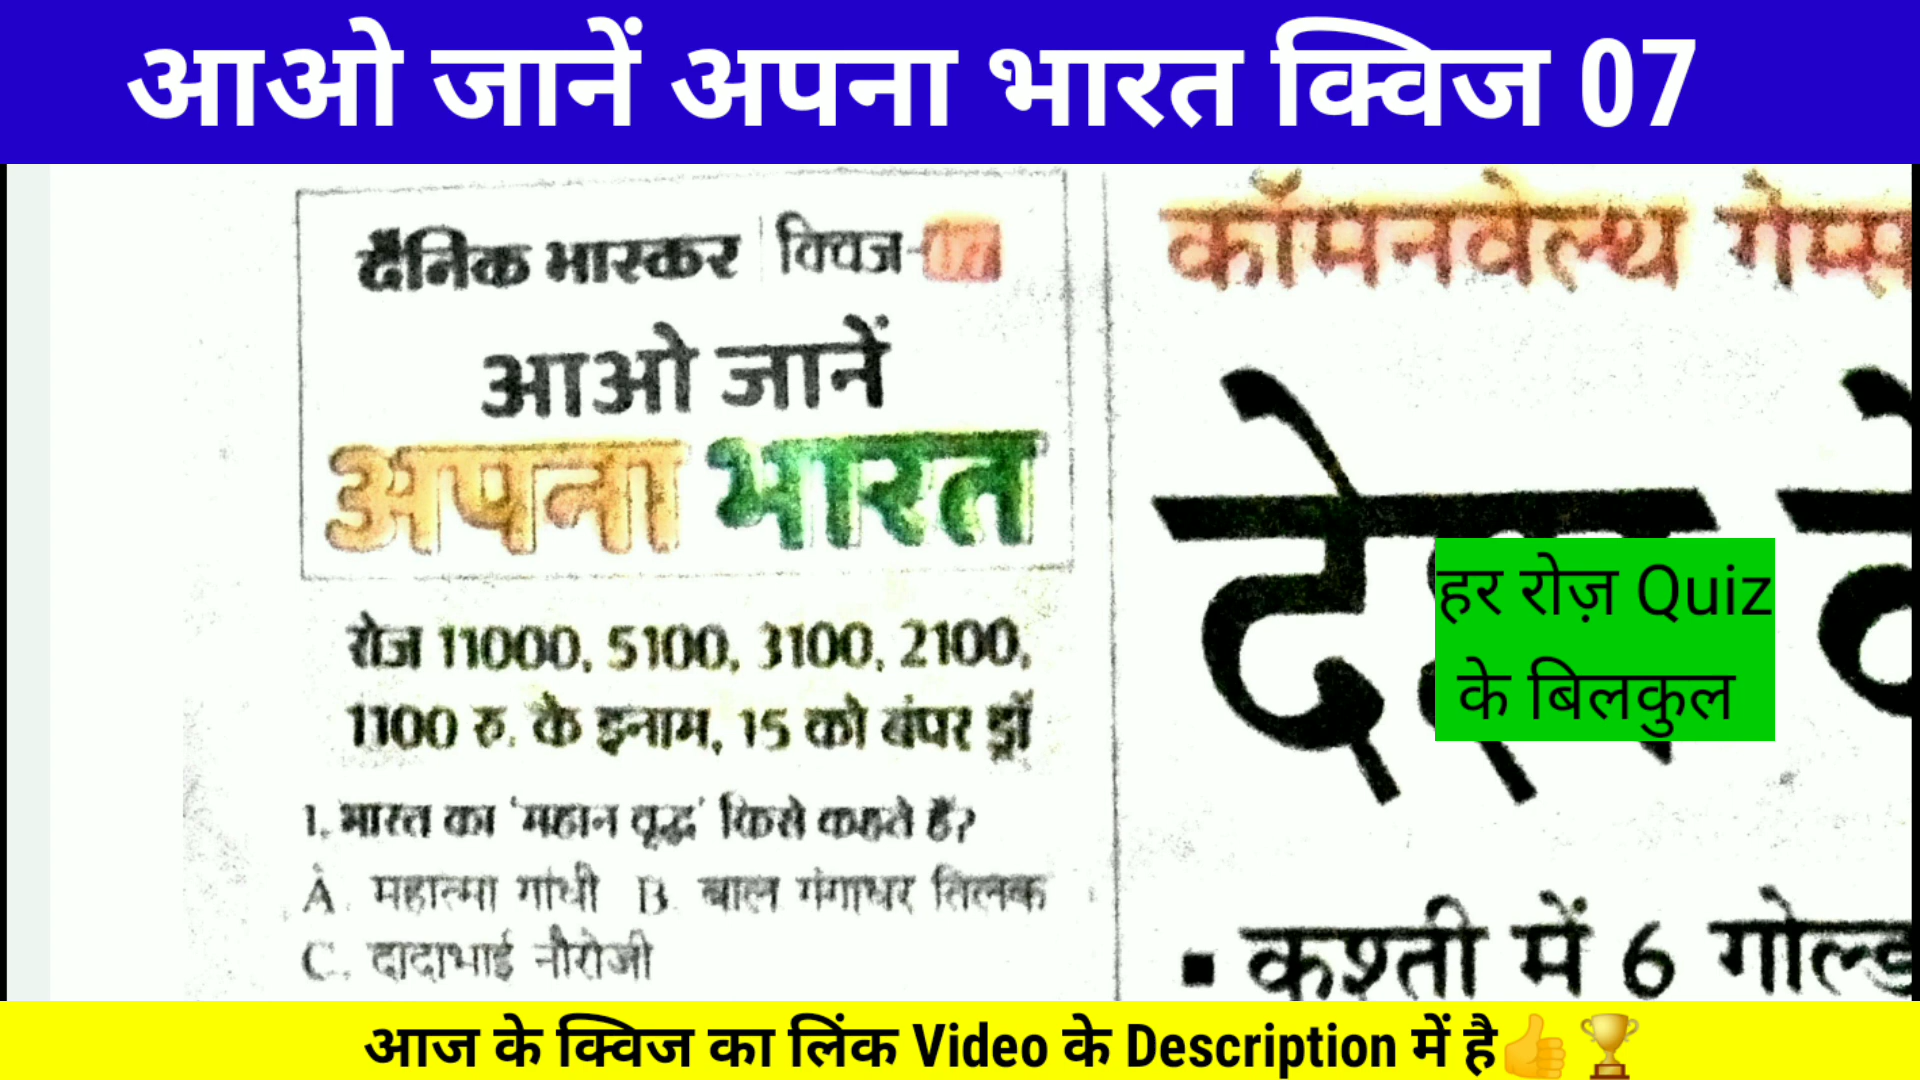 आओ जानें अपना भारत क्विज 07
दैनिक भास्कर क्विज-07
आओ जानें
अपना भारत
रोज 11000, 5100, 3100, 2100,
1100 रु. के इनाम, 15 को बंपर ड्रॉ
1. भारत का 'महान वृद्ध' किसे कहते हैं?
A. महात्मा गांधी B. बाल गंगाधर तिलक
C. दादाभाई नौरोजी
कॉमनवेल्थ गेम्स
हर रोज़ Quiz
के बिलकुल
▪ कुश्ती में 6 गोल्ड
आज के क्विज का लिंक Video के Description में है👍🏆